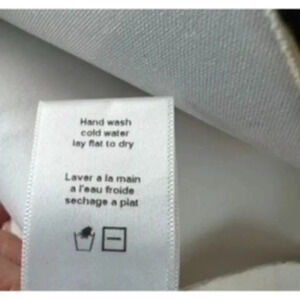 Hand wash
cold water
lay flat to dry
Laver a la main
a l'eau froide
sechage a plat